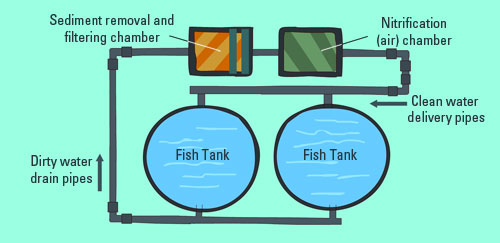 Sediment removal and
filtering chamber
Nitrification
(air) chamber
Clean water
delivery pipes
Fish Tank
Fish Tank
Dirty water
drain pipes